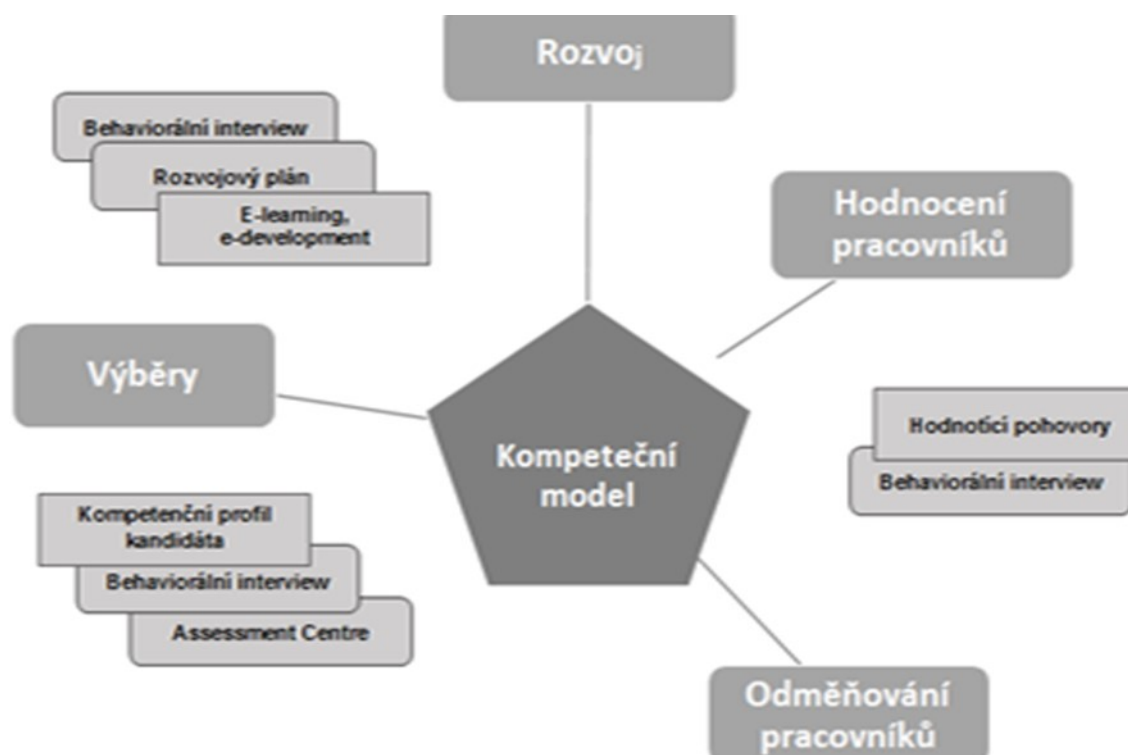 Rozvoj
Behaviorální interview
Rozvojový plán
E-learning,
e-development
Hodnocení
pracovníků
Výběry
Kompeteční
model
Hodnotící pohovory
Behaviorální interview
Kompetenční profil
kandidáta
Behaviorální interview
Assessment Centre
Odměňování
pracovníků